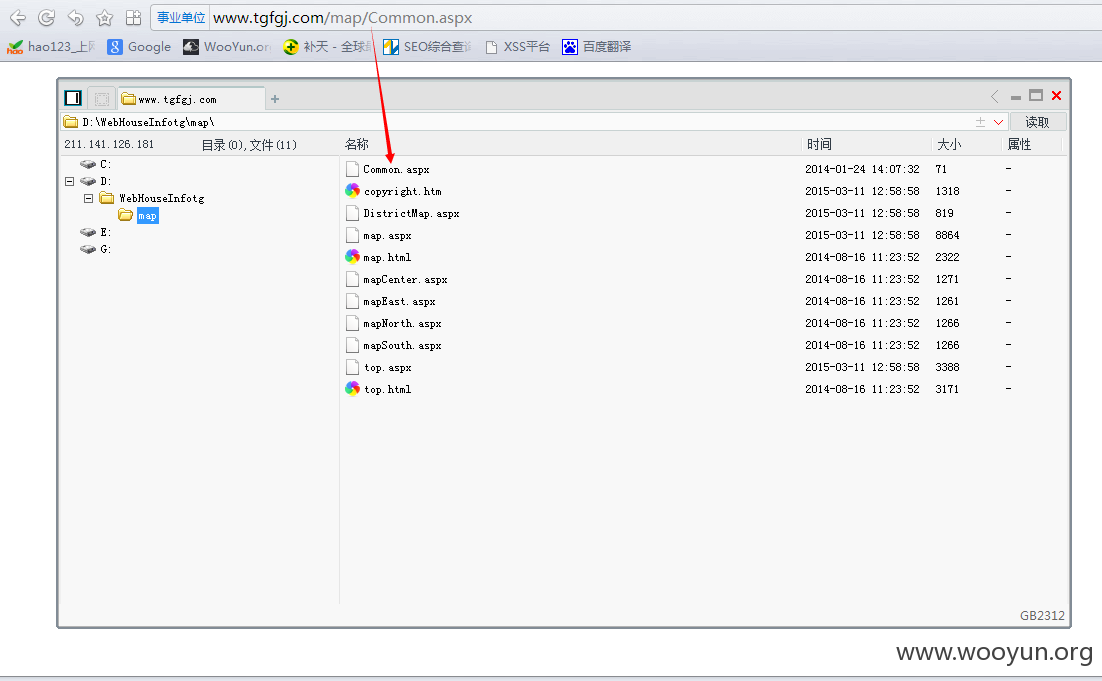 事业单位 www.tgfgj.com/map/Common.aspx
hao123_上网 Google WooYun.or 补天 - 全球 SEO综合查询 XSS平台 百度翻译
www.tgfgj.com
D:\WebHouseInfotg\map\ 读取
211.141.126.181 目录(0),文件(11) 名称 时间 大小 属性
C:
D:
WebHouseInfotg
map
E:
G:
Common.aspx 2014-01-24 14:07:32 71 -
copyright.htm 2015-03-11 12:58:58 1318 -
DistrictMap.aspx 2015-03-11 12:58:58 819 -
map.aspx 2015-03-11 12:58:58 8864 -
map.html 2014-08-16 11:23:52 2322 -
mapCenter.aspx 2014-08-16 11:23:52 1271 -
mapEast.aspx 2014-08-16 11:23:52 1261 -
mapNorth.aspx 2014-08-16 11:23:52 1266 -
mapSouth.aspx 2014-08-16 11:23:52 1266 -
top.aspx 2015-03-11 12:58:58 3388 -
top.html 2014-08-16 11:23:52 3171 -
GB2312
www.wooyun.org